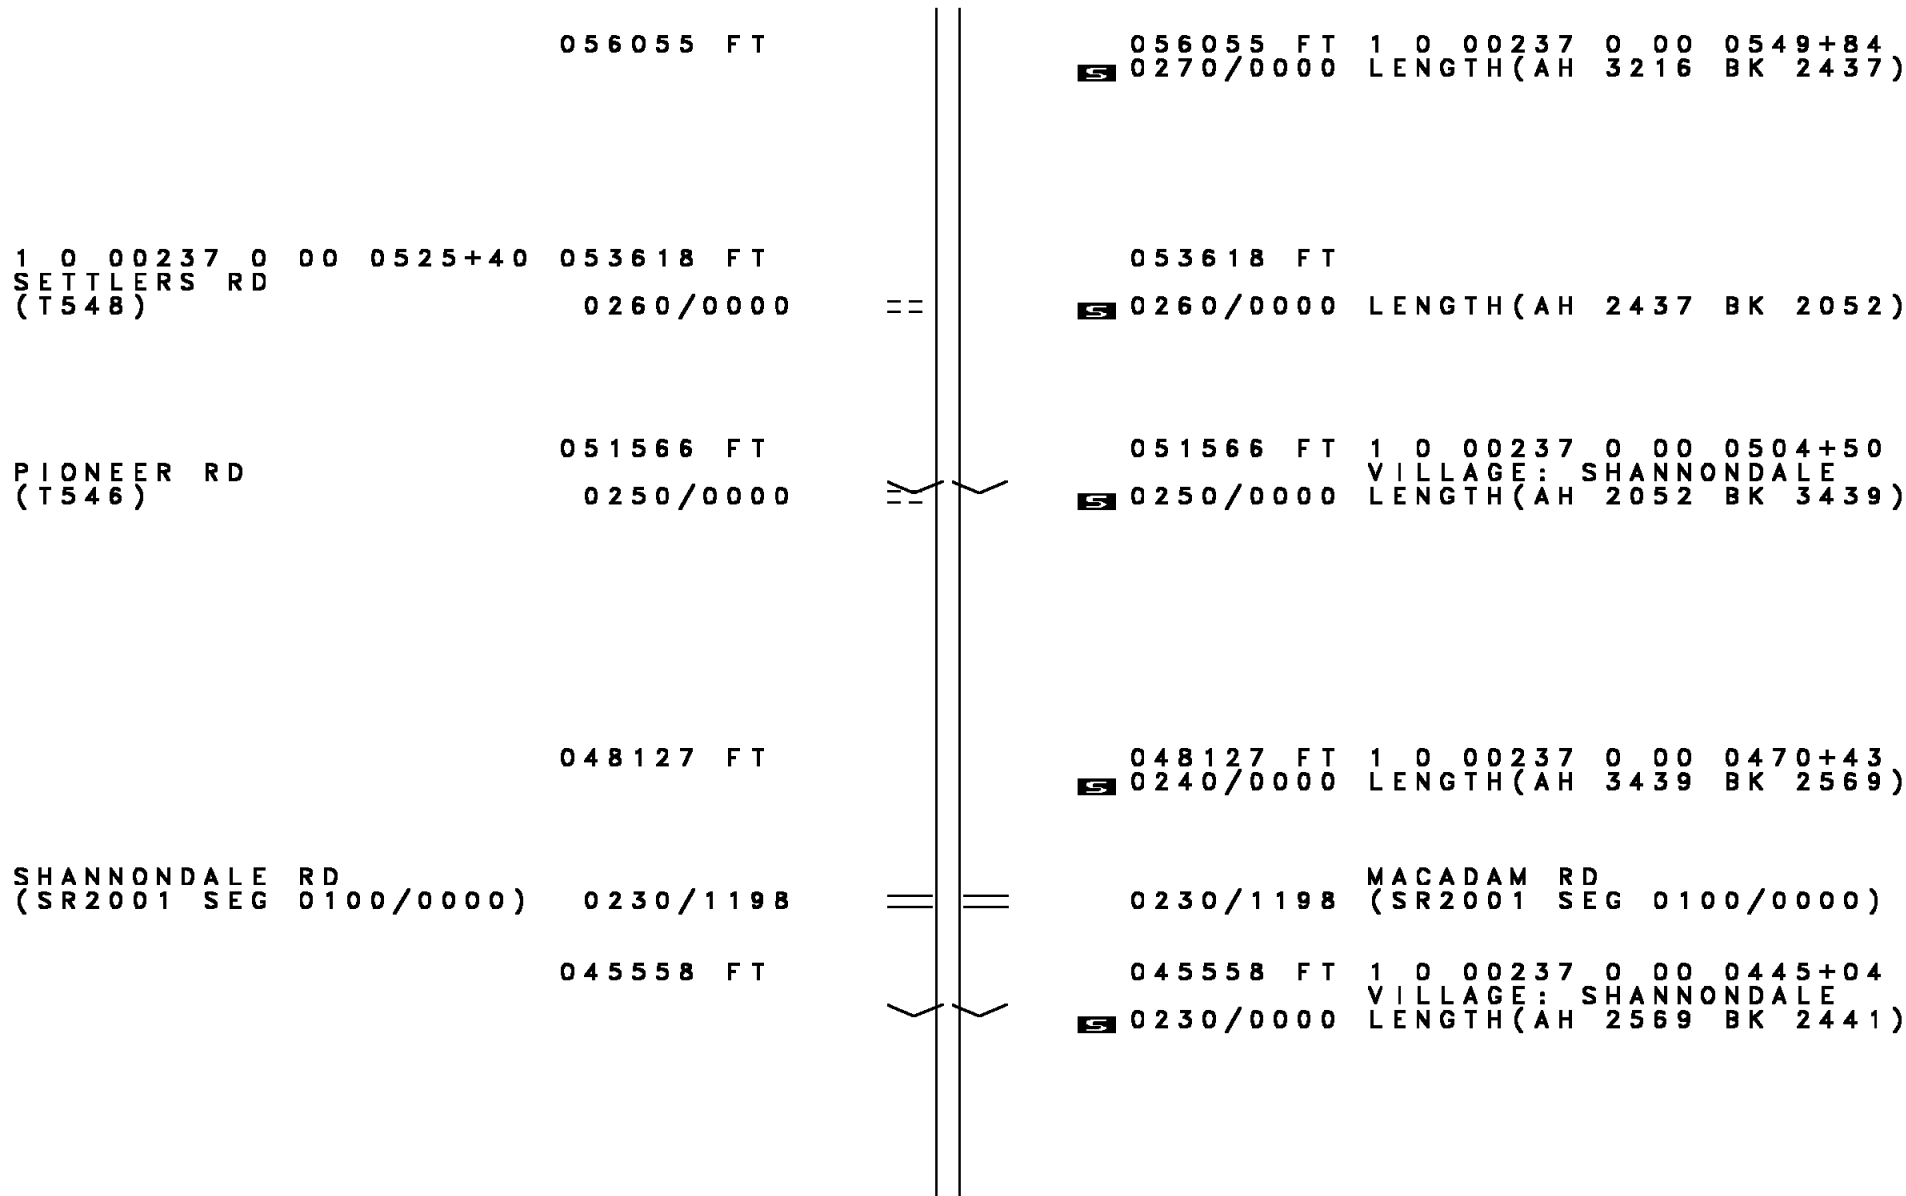 056055 FT 056055 FT 1 0 00237 0 00 0549+84
S 0270/0000 LENGTH(AH 3216 BK 2437)
1 0 00237 0 00 0525+40 053618 FT 053618 FT
SETTLERS RD
(T548) 0260/0000 S 0260/0000 LENGTH(AH 2437 BK 2052)
051566 FT 051566 FT 1 0 00237 0 00 0504+50
PIONEER RD VILLAGE: SHANNONDALE
(T546) 0250/0000 S 0250/0000 LENGTH(AH 2052 BK 3439)
048127 FT 048127 FT 1 0 00237 0 00 0470+43
S 0240/0000 LENGTH(AH 3439 BK 2569)
SHANNONDALE RD MACADAM RD
(SR2001 SEG 0100/0000) 0230/1198 0230/1198 (SR2001 SEG 0100/0000)
045558 FT 045558 FT 1 0 00237 0 00 0445+04
VILLAGE: SHANNONDALE
S 0230/0000 LENGTH(AH 2569 BK 2441)